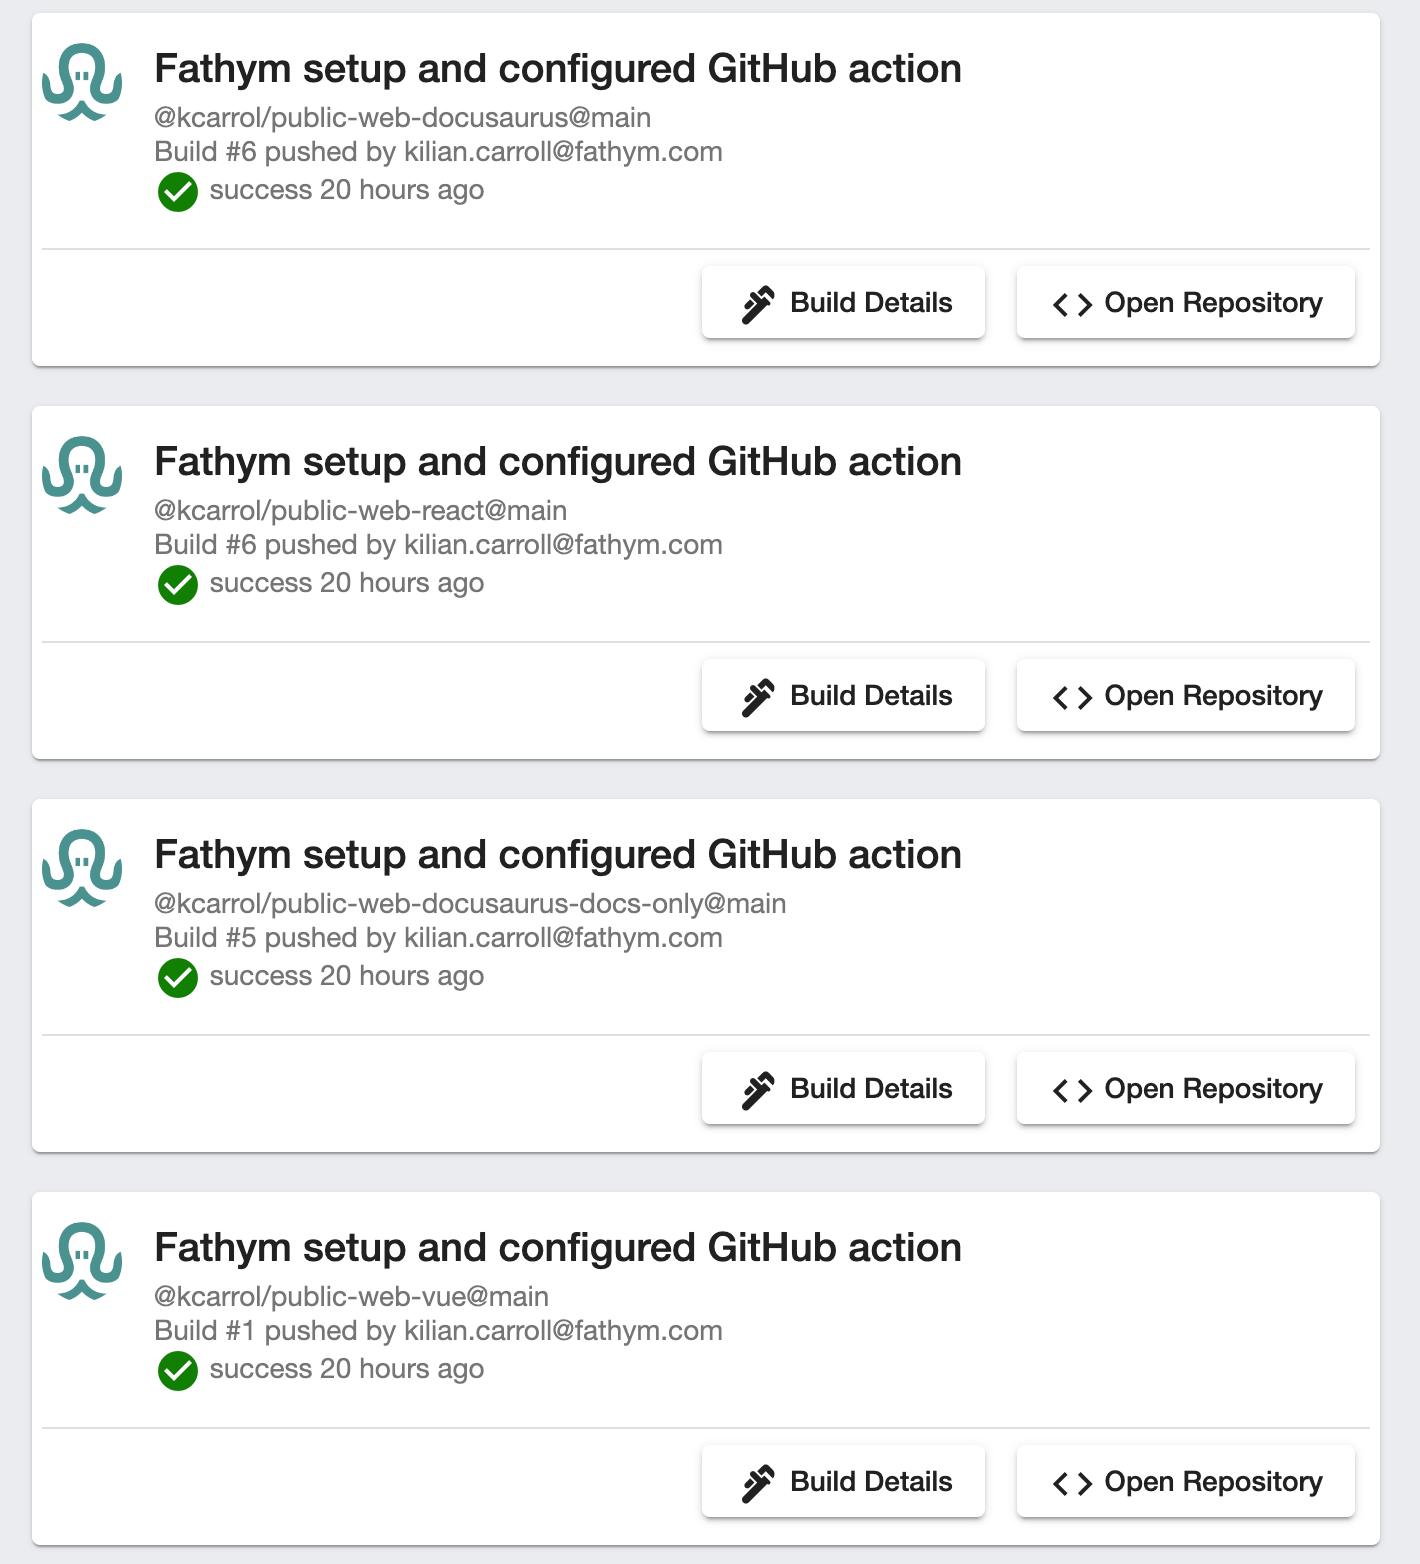 Fathym setup and configured GitHub action
@kcarrol/public-web-docusaurus@main
Build #6 pushed by kilian.carroll@fathym.com
success 20 hours ago
Build Details
Open Repository
Fathym setup and configured GitHub action
@kcarrol/public-web-react@main
Build #6 pushed by kilian.carroll@fathym.com
success 20 hours ago
Build Details
Open Repository
Fathym setup and configured GitHub action
@kcarrol/public-web-docusaurus-docs-only@main
Build #5 pushed by kilian.carroll@fathym.com
success 20 hours ago
Build Details
Open Repository
Fathym setup and configured GitHub action
@kcarrol/public-web-vue@main
Build #1 pushed by kilian.carroll@fathym.com
success 20 hours ago
Build Details
Open Repository